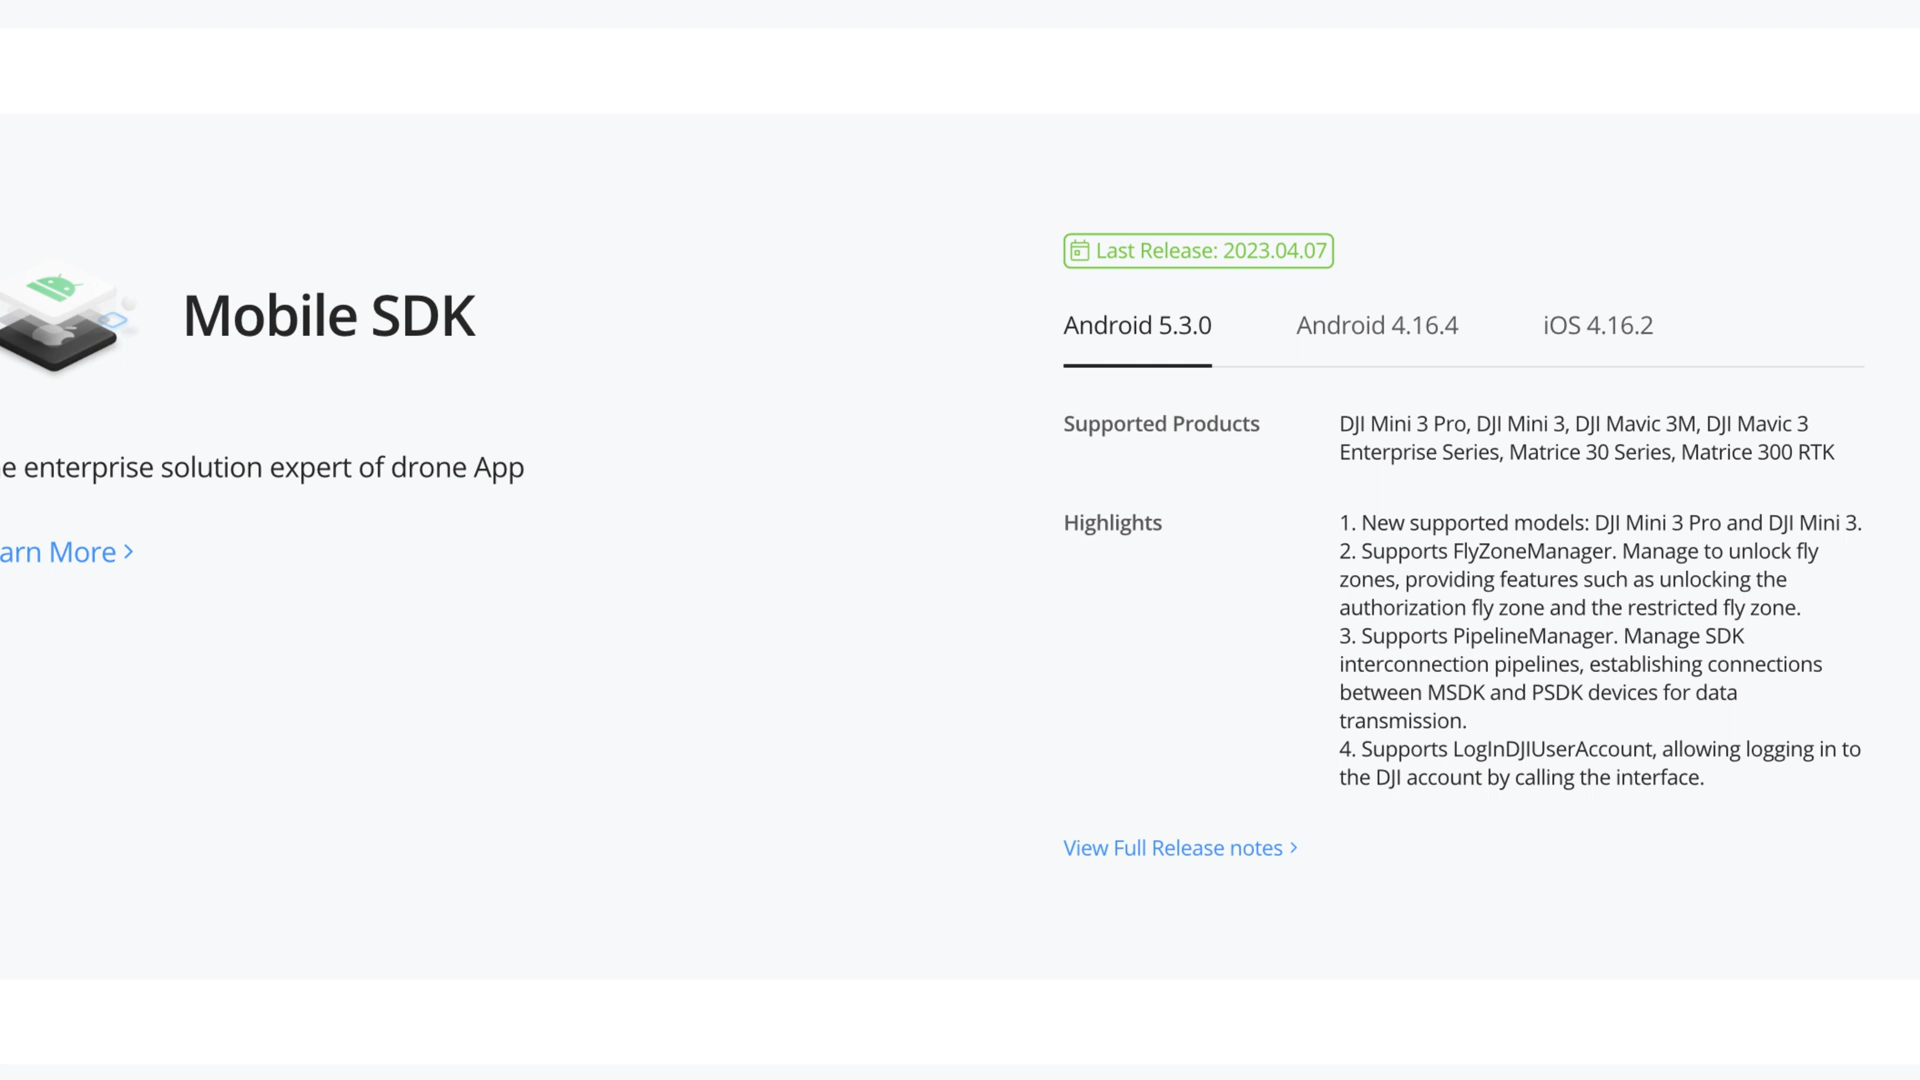 Mobile SDK
e enterprise solution expert of drone App
arn More
Last Release: 2023.04.07
Android 5.3.0 Android 4.16.4 iOS 4.16.2
Supported Products
DJI Mini 3 Pro, DJI Mini 3, DJI Mavic 3M, DJI Mavic 3
Enterprise Series, Matrice 30 Series, Matrice 300 RTK
Highlights
1. New supported models: DJI Mini 3 Pro and DJI Mini 3.
2. Supports FlyZoneManager. Manage to unlock fly
zones, providing features such as unlocking the
authorization fly zone and the restricted fly zone.
3. Supports PipelineManager. Manage SDK
interconnection pipelines, establishing connections
between MSDK and PSDK devices for data
transmission.
4. Supports LogInDJIUserAccount, allowing logging in to
the DJI account by calling the interface.
View Full Release notes